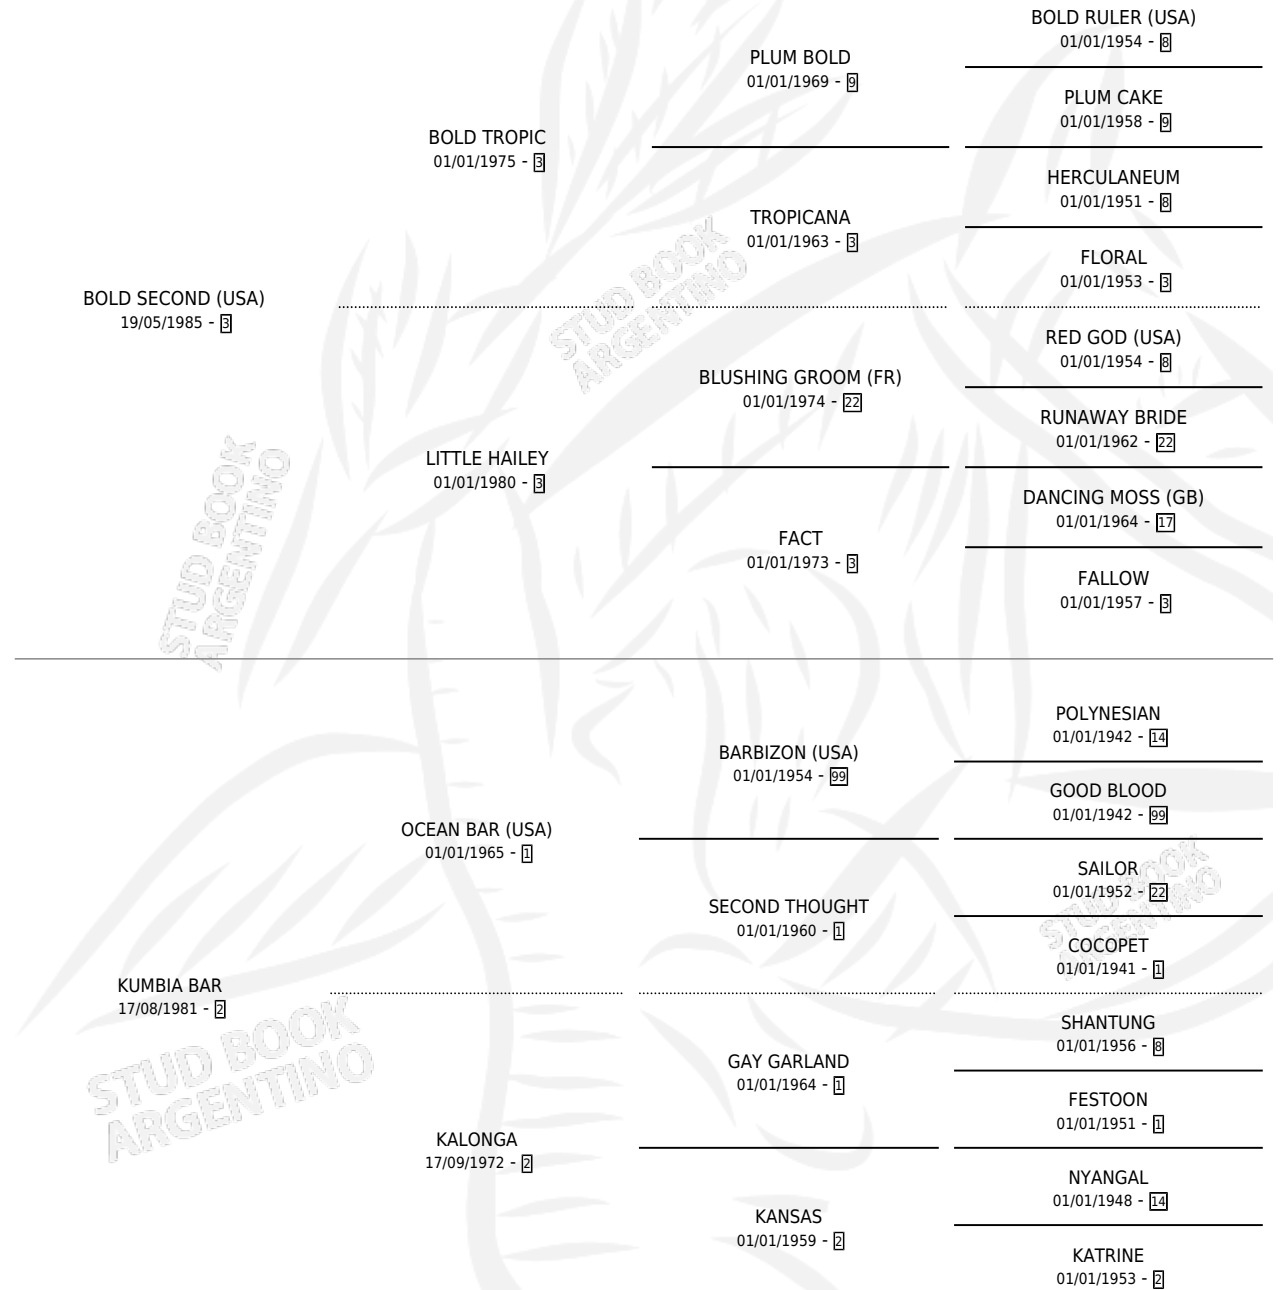 BOLD RULER (USA)
01/01/1954 - 8
PLUM BOLD
01/01/1969 - 9
PLUM CAKE
01/01/1958 - 9
BOLD TROPIC
01/01/1975 - 3
HERCULANEUM
01/01/1951 - 8
TROPICANA
01/01/1963 - 3
FLORAL
01/01/1953 - 3
STUD BOOK
ARGENTINO
BOLD SECOND (USA)
19/05/1985 - 3
RED GOD (USA)
01/01/1954 - 8
BLUSHING GROOM (FR)
01/01/1974 - 22
RUNAWAY BRIDE
01/01/1962 - 22
LITTLE HAILEY
01/01/1980 - 3
DANCING MOSS (GB)
01/01/1964 - 17
FACT
01/01/1973 - 3
FALLOW
01/01/1957 - 3
STUD BOOK
ARGENTINO
POLYNESIAN
01/01/1942 - 14
BARBIZON (USA)
01/01/1954 - 99
GOOD BLOOD
01/01/1942 - 99
OCEAN BAR (USA)
01/01/1965 - 1
SAILOR
01/01/1952 - 22
SECOND THOUGHT
01/01/1960 - 1
COCOPET
01/01/1941 - 1
STUD BOOK
ARGENTINO
KUMBIA BAR
17/08/1981 - 2
SHANTUNG
01/01/1956 - 8
GAY GARLAND
01/01/1964 - 1
FESTOON
01/01/1951 - 1
STUD BOOK
ARGENTINO
KALONGA
17/09/1972 - 2
NYANGAL
01/01/1948 - 14
KANSAS
01/01/1959 - 2
KATRINE
01/01/1953 - 2